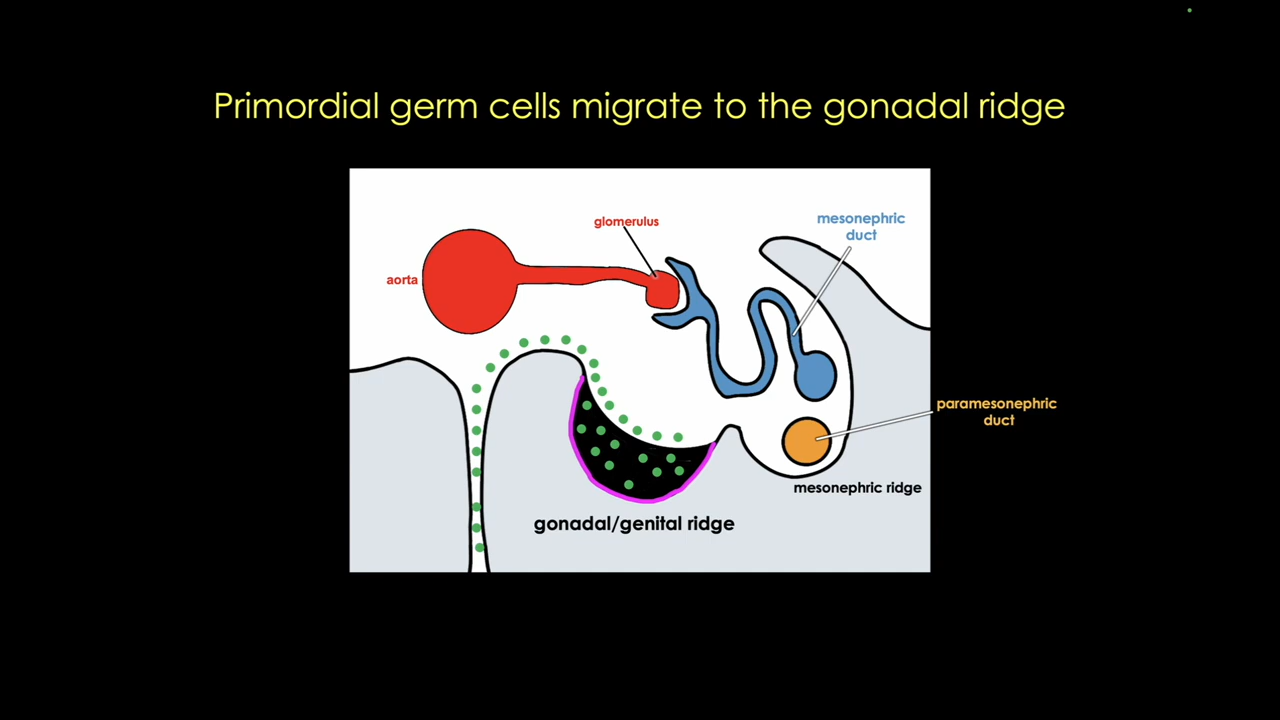 Primordial germ cells migrate to the gonadal ridge
glomerulus
mesonephric
duct
aorta
paramesonephric
duct
mesonephric ridge
gonadal/genital ridge